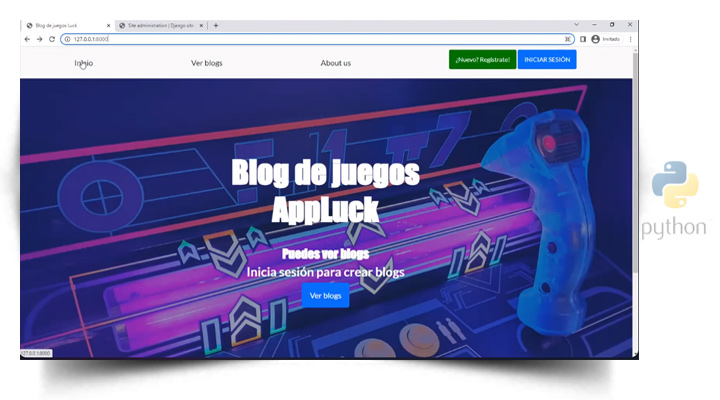 Blog de juegos Luck
Site administration | Django site
127.0.0.1:8000
Invitado
Inicio
Ver blogs
About us
¿Nuevo? Regístrate!
INICIAR SESIÓN
Blog de juegos
AppLuck
Puedes ver blogs
Inicia sesión para crear blogs
Ver blogs
127.0.0.1:8000
python